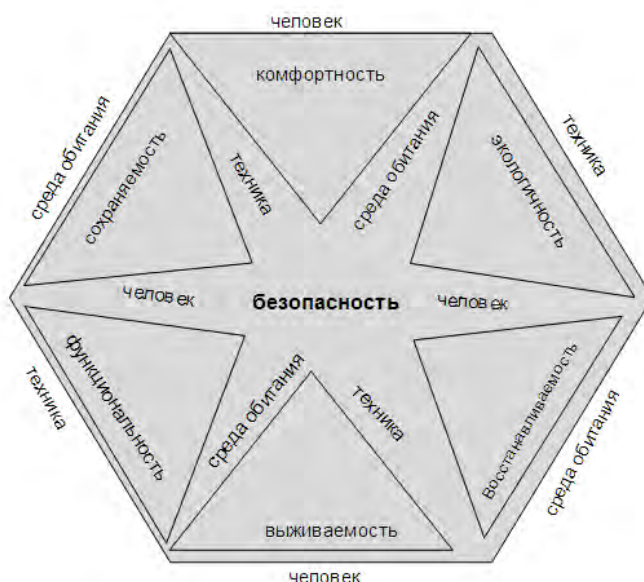 человек
комфортность
среда обитания
сохраняемость
техника
среда обитания
экологичность
техника
человек
безопасность
человек
техника
функциональность
среда обитания
техника
Восстанавливаемость
среда обитания
выживаемость
человек